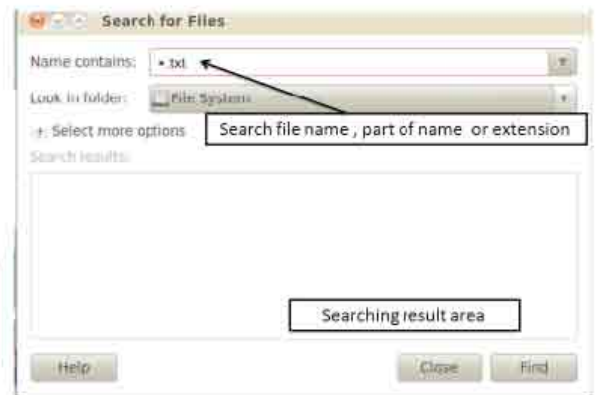 Search for Files
Name contains: *.txt
Look in folder: File System
+ Select more options
Search file name , part of name or extension
Search results:
Searching result area
Help Close Find